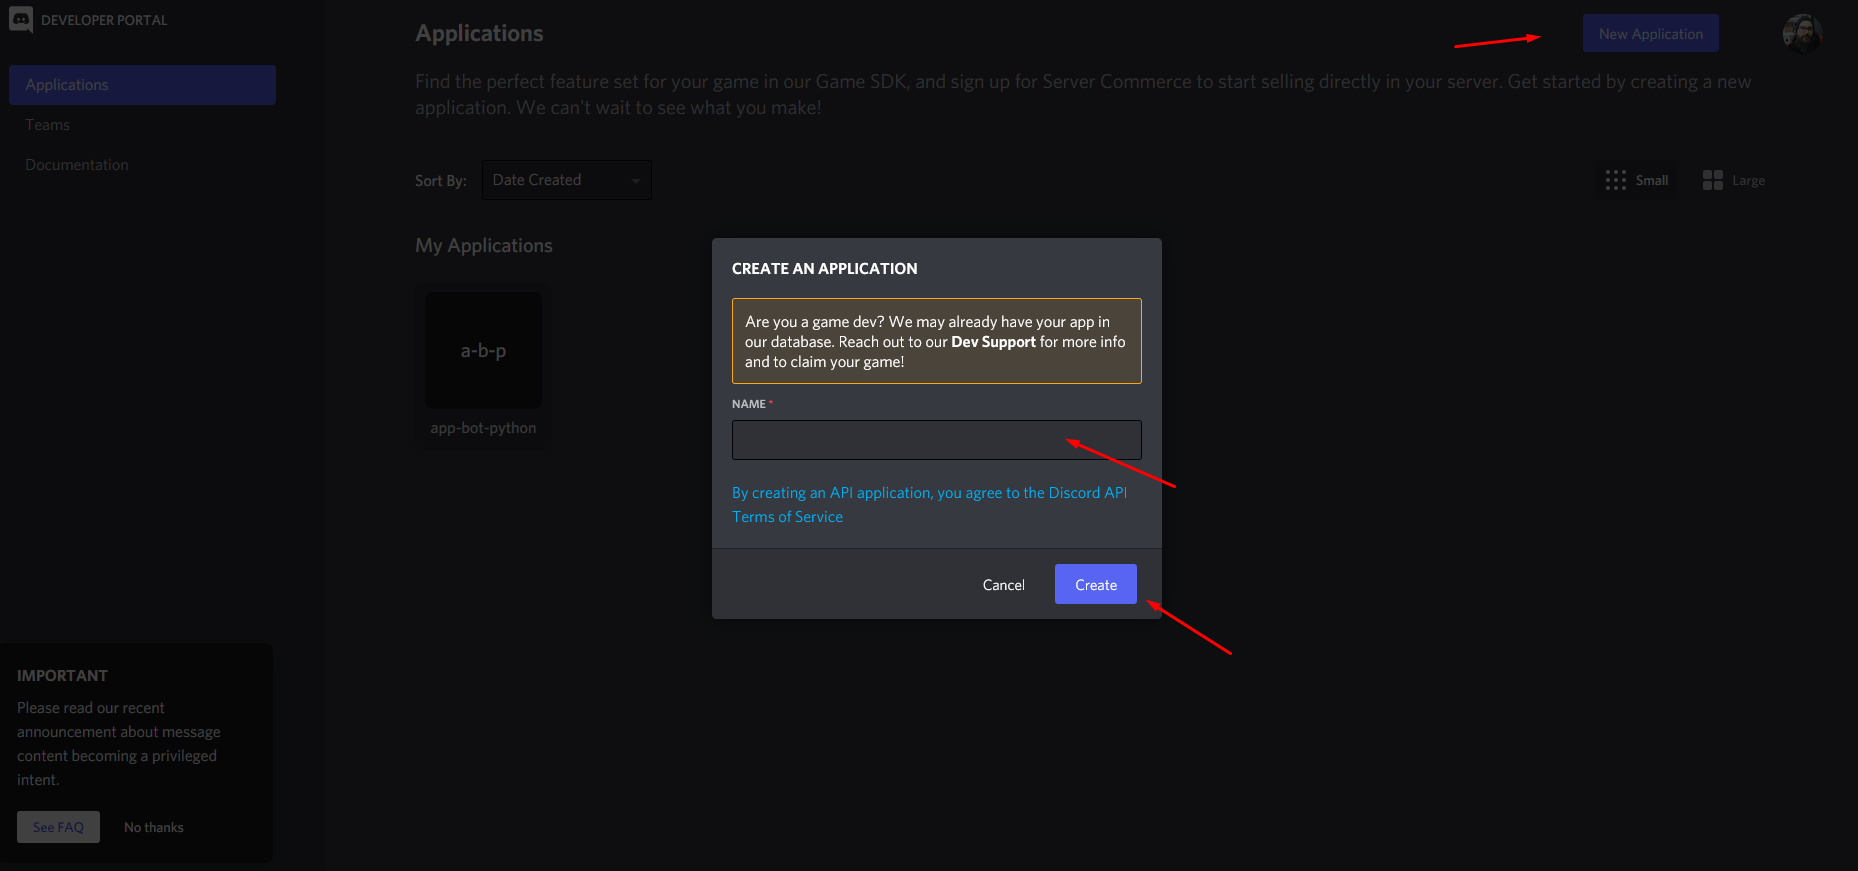 DEVELOPER PORTAL
Applications
Teams
Documentation
Applications
New Application
Find the perfect feature set for your game in our Game SDK, and sign up for Server Commerce to start selling directly in your server. Get started by creating a new
application. We can't wait to see what you make!
Sort By:
Date Created
Small
Large
My Applications
a-b-p
app-bot-python
CREATE AN APPLICATION
Are you a game dev? We may already have your app in
our database. Reach out to our Dev Support for more info
and to claim your game!
NAME *
By creating an API application, you agree to the Discord API
Terms of Service
Cancel
Create
IMPORTANT
Please read our recent
announcement about message
content becoming a privileged
intent.
See FAQ
No thanks